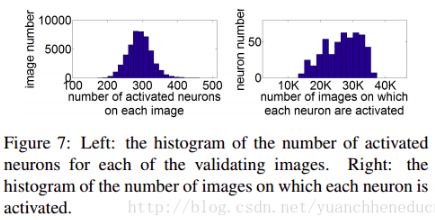 10000
5000
0
100 200 300 400 500
image number
number of activated neurons
on each image
50
0
10K 20K 30K 40K
neuron number
number of images on which
each neuron are activated
Figure 7: Left: the histogram of the number of activated
neurons for each of the validating images. Right: the
histogram of the number of images on which each neuron is
activated.
http://blog.csdn.net/yuanchheneducn